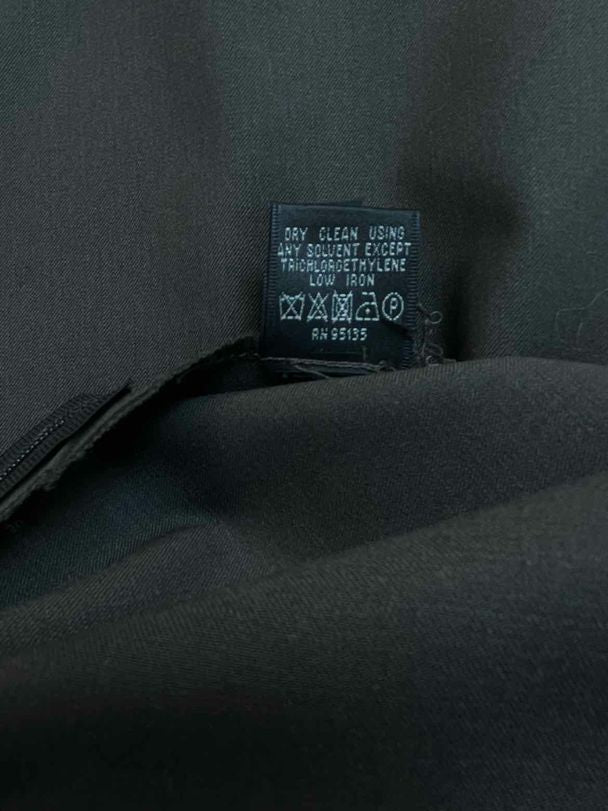 DRY CLEAN USING
ANY SOLVENT EXCEPT
TRICHLOROETHYLENE
LOW IRON
P
RN 95135